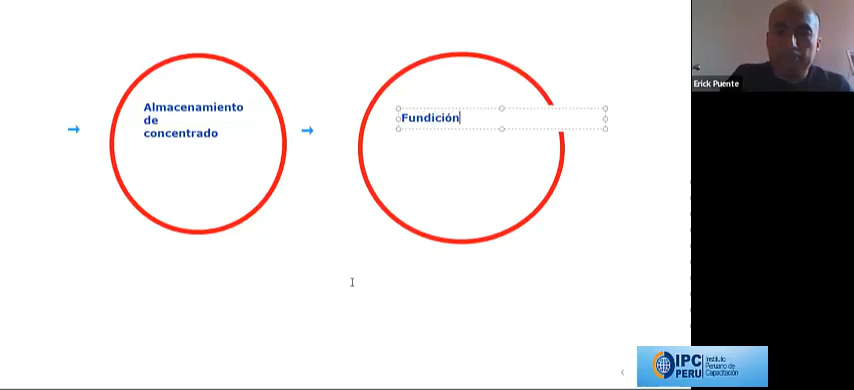 Almacenamiento
de
concentrado
→
→
Fundición
Erick Puente
IPC
PERU
Instituto
Peruano de
Capacitación